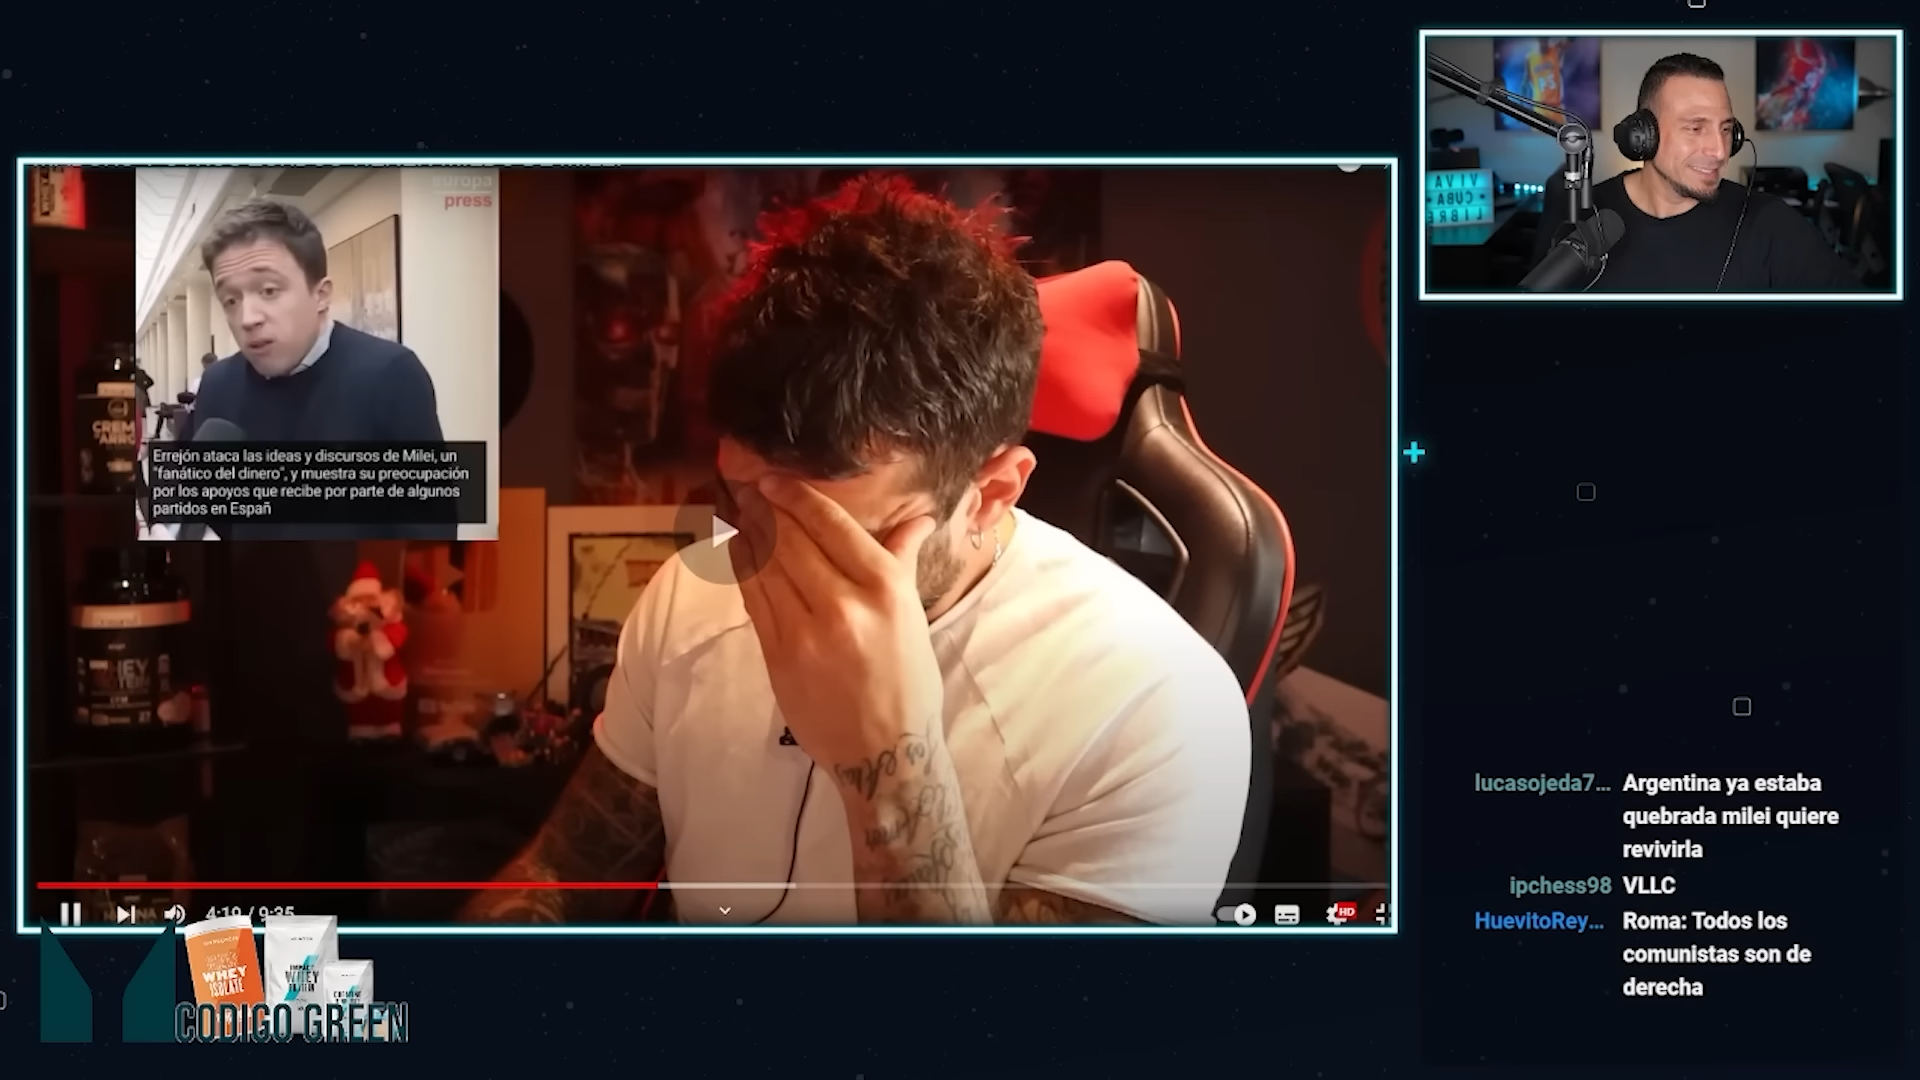 europa
press
Errejón ataca las ideas y discursos de Milei, un
"fanático del dinero", y muestra su preocupación
por los apoyos que recibe por parte de algunos
partidos en Españ
VIVA
CUBA
LIBRE
CREM
4:19 / 9:35
HD
WHEY
ISOLATE
WHEY
CODIGO GREEN
lucasojeda7... Argentina ya estaba
quebrada milei quiere
revivirla
ipchess98 VLLC
HuevitoRey... Roma: Todos los
comunistas son de
derecha